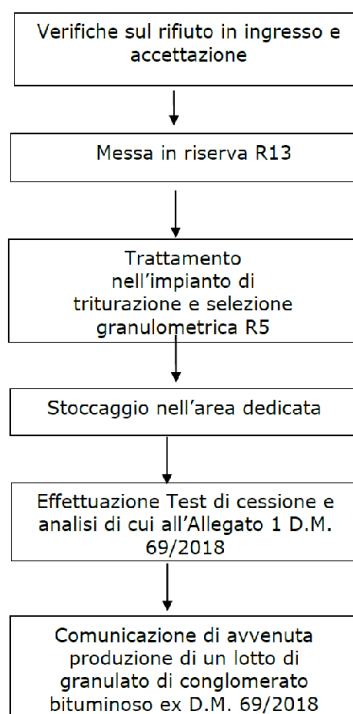 Verifiche sul rifiuto in ingresso e
accettazione
Messa in riserva R13
Trattamento
nell'impianto di
triturazione e selezione
granulometrica R5
Stoccaggio nell'area dedicata
Effettuazione Test di cessione e
analisi di cui all'Allegato 1 D.M.
69/2018
Comunicazione di avvenuta
produzione di un lotto di
granulato di conglomerato
bituminoso ex D.M. 69/2018